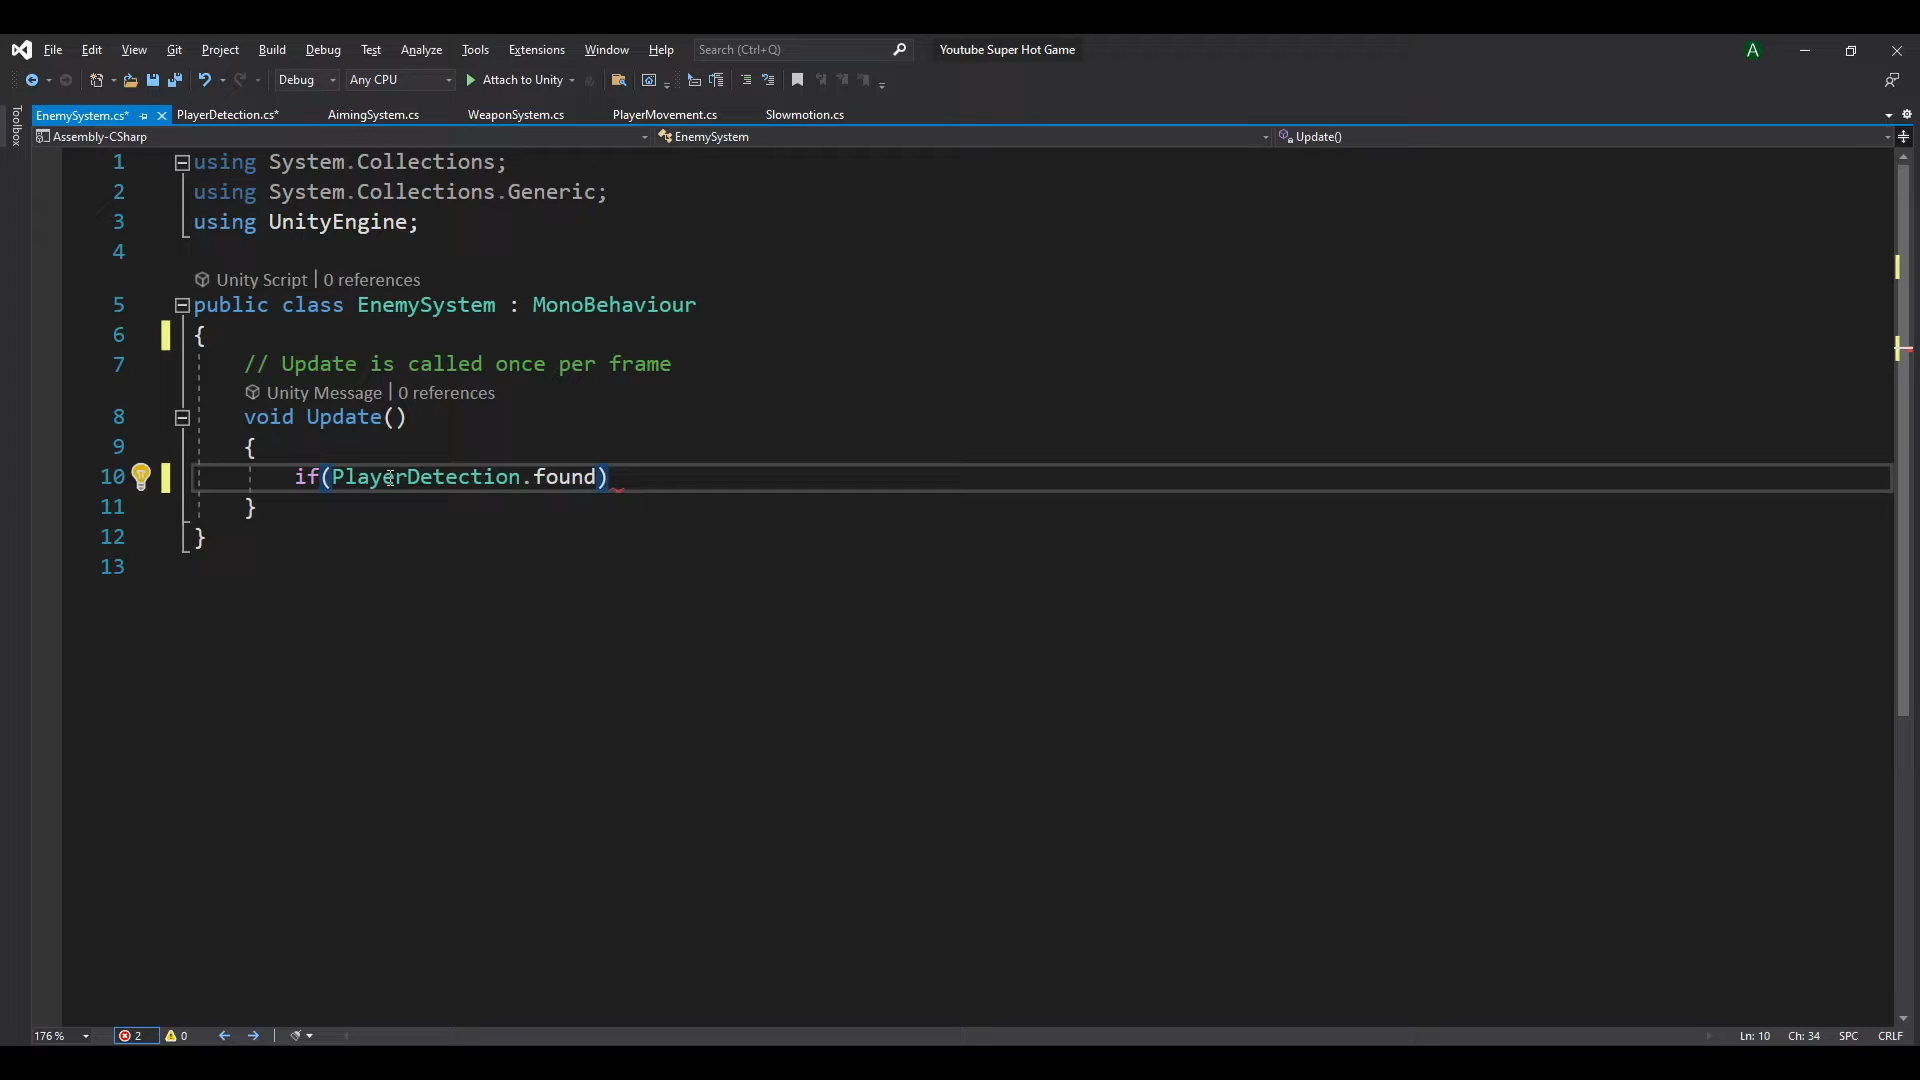 File Edit View Git Project Build Debug Test Analyze Tools Extensions Window Help Search (Ctrl+Q) Youtube Super Hot Game A
Debug Any CPU Attach to Unity
Toolbox
EnemySystem.cs* PlayerDetection.cs* AimingSystem.cs WeaponSystem.cs PlayerMovement.cs Slowmotion.cs
Assembly-CSharp EnemySystem Update()
1 using System.Collections;
2 using System.Collections.Generic;
3 using UnityEngine;
4
Unity Script | 0 references
5 public class EnemySystem : MonoBehaviour
6 {
7 // Update is called once per frame
Unity Message | 0 references
8 void Update()
9 {
10 if(PlayerDetection.found)
11 }
12 }
13
176 % 2 0 Ln: 10 Ch: 34 SPC CRLF